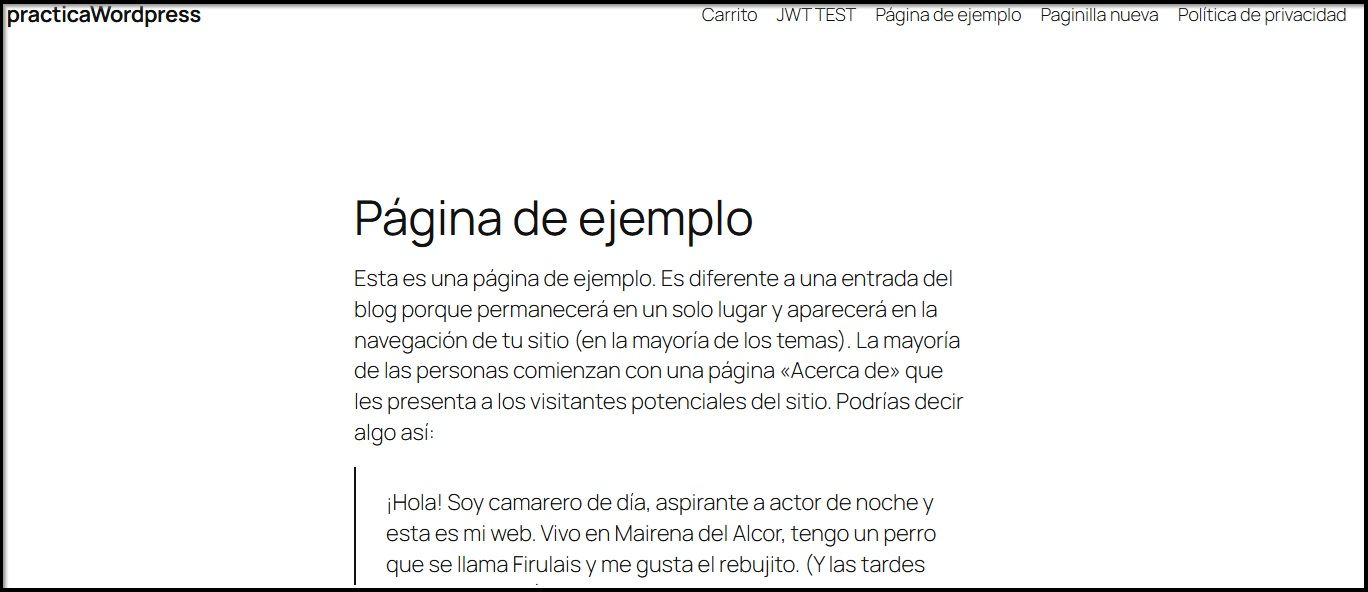 practicaWordpress
Carrito JWT TEST Página de ejemplo Paginilla nueva Política de privacidad
Página de ejemplo
Esta es una página de ejemplo. Es diferente a una entrada del
blog porque permanecerá en un solo lugar y aparecerá en la
navegación de tu sitio (en la mayoría de los temas). La mayoría
de las personas comienzan con una página «Acerca de» que
les presenta a los visitantes potenciales del sitio. Podrías decir
algo así:
¡Hola! Soy camarero de día, aspirante a actor de noche y
esta es mi web. Vivo en Mairena del Alcor, tengo un perro
que se llama Firulais y me gusta el rebujito. (Y las tardes